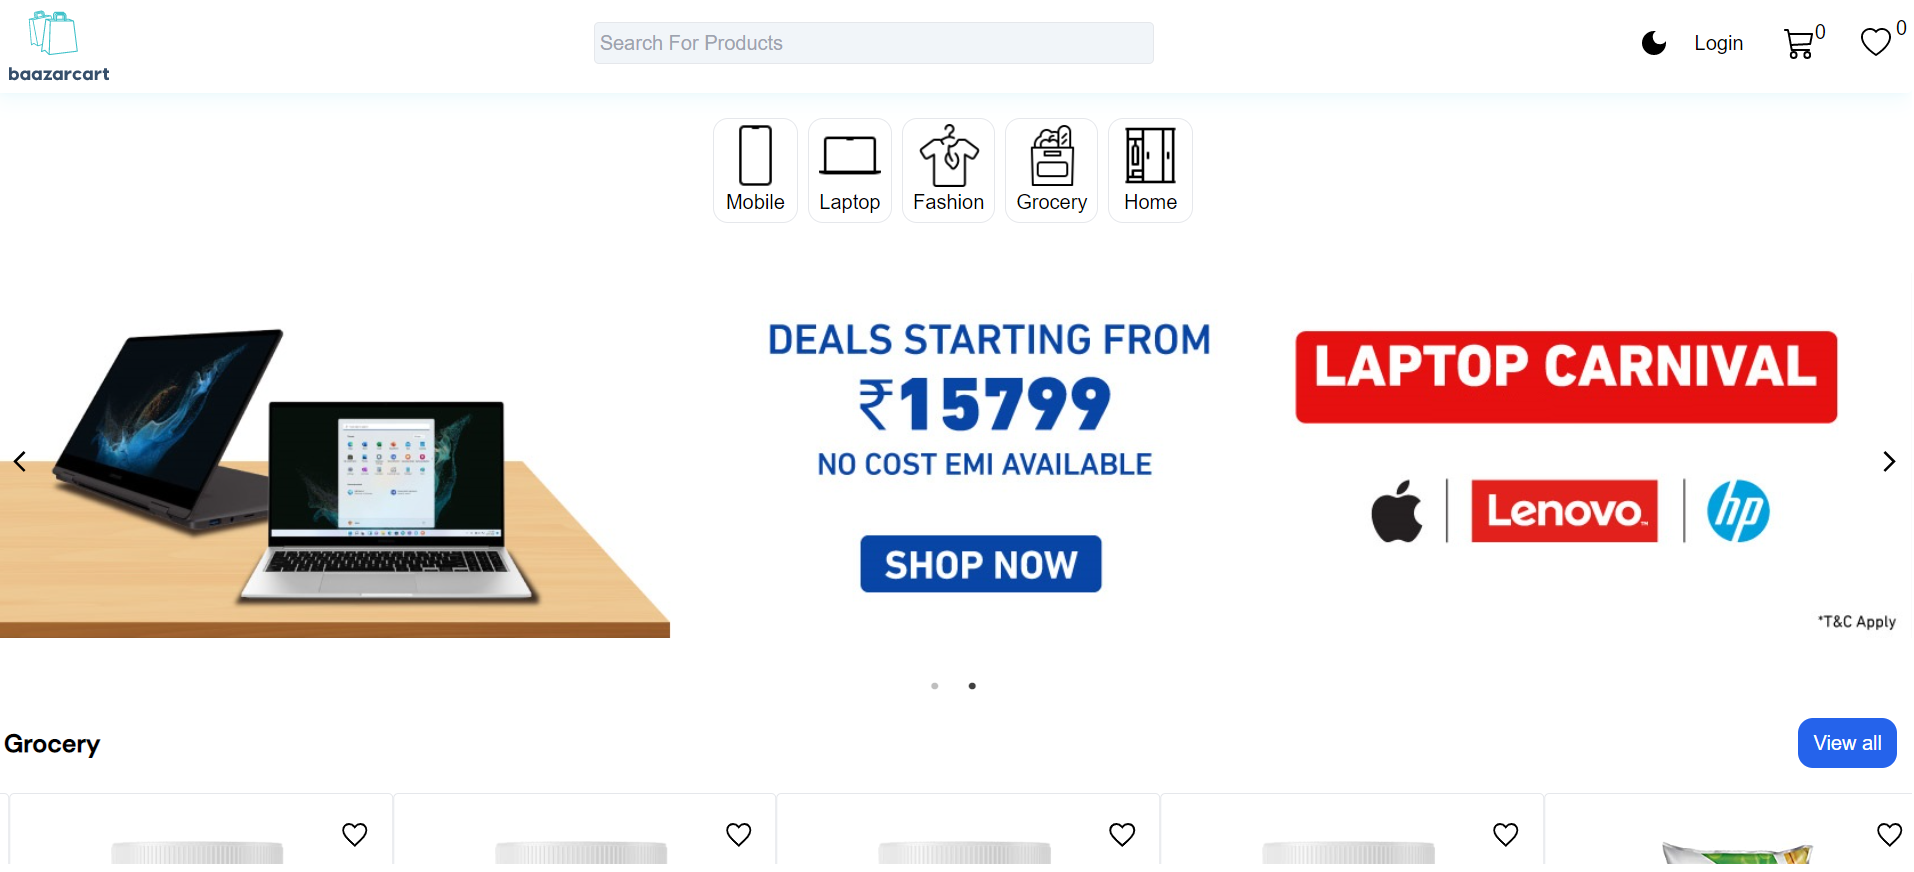 baazarcart
Search For Products
Login
0
0
Mobile
Laptop
Fashion
Grocery
Home
DEALS STARTING FROM
₹15799
NO COST EMI AVAILABLE
SHOP NOW
LAPTOP CARNIVAL
Lenovo
hp
*T&C Apply
Grocery
View all